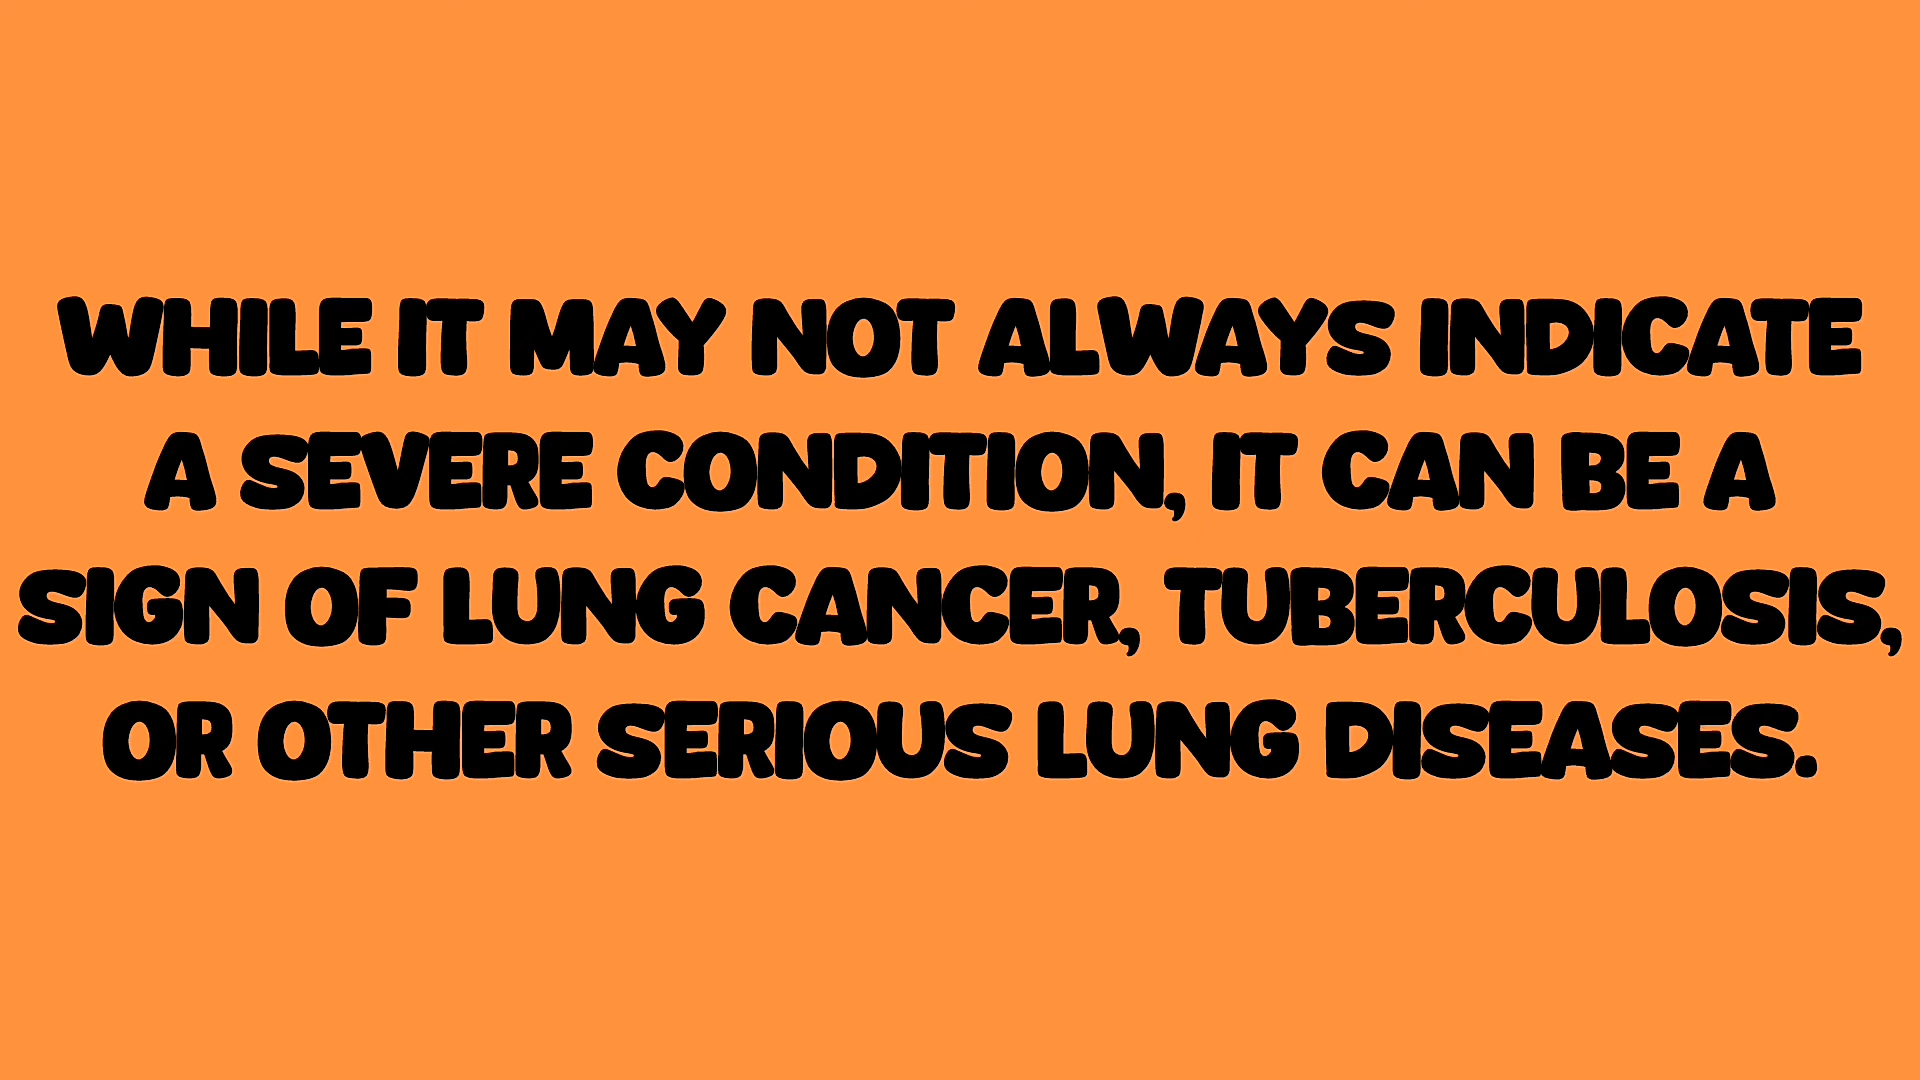 WHILE IT MAY NOT ALWAYS INDICATE
A SEVERE CONDITION, IT CAN BE A
SIGN OF LUNG CANCER, TUBERCULOSIS,
OR OTHER SERIOUS LUNG DISEASES.